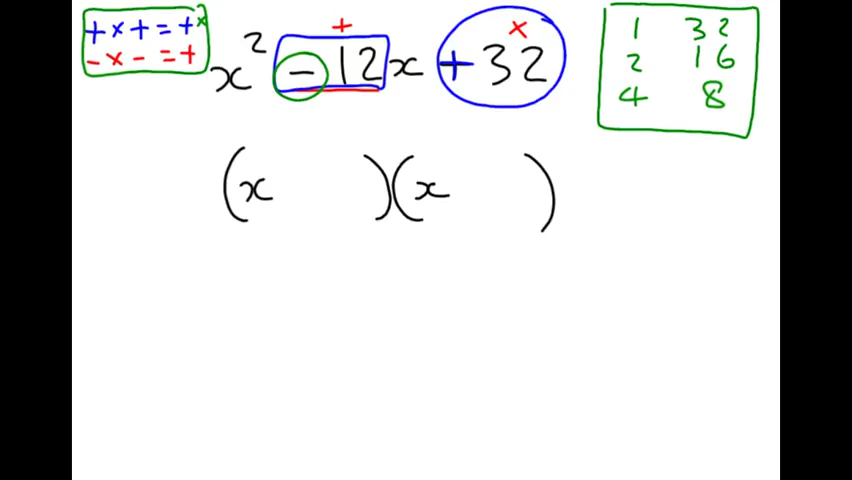 + x + = + x
- x - = +
+ x
x² - 12x + 32
1 32
2 16
4 8
(x )(x )